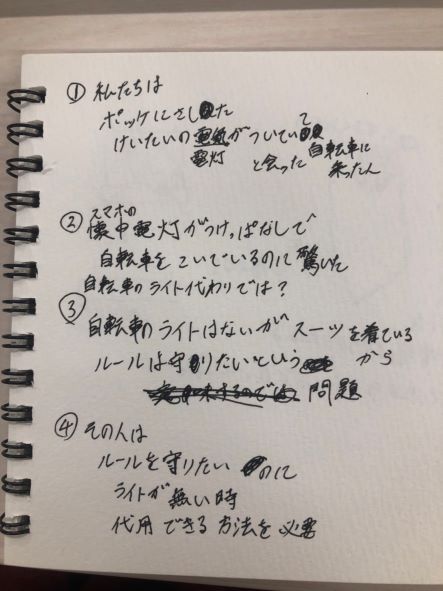 ① 私たちは
ポッケにさした
けいたいの電気がついていて
電灯 と会った 自転車に
乗ったん
② スマホの
懐中電灯がつけっぱなしで
自転車をこいでいるのに驚いた
自転車のライト代わりでは?
③
自転車のライトはないが スーツを着ている
ルールは守りたいという から
問題
④ その人は
ルールを守りたいのに
ライトが無い時
代用できる方法を必要